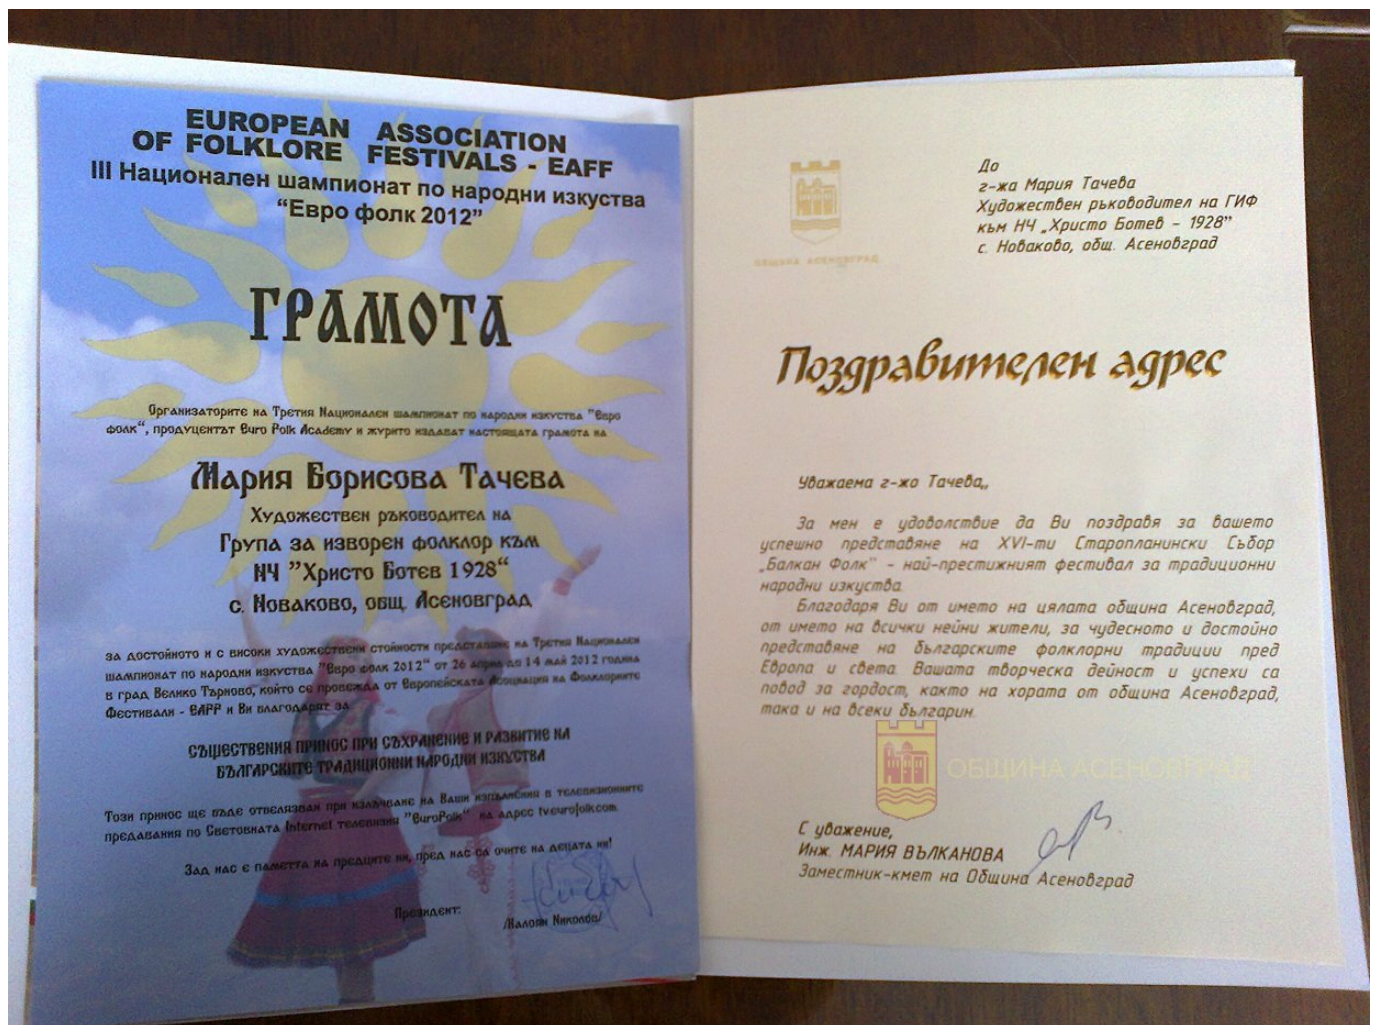 EUROPEAN ASSOCIATION
OF FOLKLORE FESTIVALS - EAFF
III Национален шампионат по народни изкуства
“Евро фолк 2012”
ГРАМОТА
Организаторите на Третия Национален шампионат по народни изкуства "Евро
фолк“, продуцентът Euro Folk Academy и журито издават настоящата грамота на
Мария Борисова Тачева
Художествен ръководител на
Група за изворен фолклор към
НЧ ”Христо Ботев 1928“
с. Новаково, общ. Асеновград
за достойното и с високи художествени стойности представяне на Третия Национален
шампионат по народни изкуства "Евро фолк 2012" от 26 април до 14 май 2012 година
в град Велико Търново, който се провежда от Европейската Асоциация на Фолклорните
Фестивали - EAFF и Ви благодарят за
СЪЩЕСТВЕНИЯ ПРИНОС ПРИ СЪХРАНЕНИЕ И РАЗВИТИЕ НА
БЪЛГАРСКИТЕ ТРАДИЦИОННИ НАРОДНИ ИЗКУСТВА
Този принос ще бъде отбелязван при излъчване на Ваши изпълнения в телевизионните
предавания по Световната Internet телевизия "EuroFolk" на адрес tv.eurofolk.com.
Зад нас е паметта на предците ни, пред нас са очите на децата ни!
Президент:
/Калоян Николов/
ОБЩИНА АСЕНОВГРАД
До
г-жа Мария Тачева
Художествен ръководител на ГИФ
към НЧ „Христо Ботев - 1928”
с. Новаково, общ. Асеновград
Поздравителен адрес
Уважаема г-жо Тачева,,
За мен е удоволствие да Ви поздравя за вашето
успешно представяне на XVI-ти Старопланински Събор
„Балкан Фолк” - най-престижният фестивал за традиционни
народни изкуства.
Благодаря Ви от името на цялата община Асеновград,
от името на всички нейни жители, за чудесното и достойно
представяне на българските фолклорни традиции пред
Европа и света. Вашата творческа дейност и успехи са
повод за гордост, както на хората от община Асеновград,
така и на всеки българин.
ОБЩИНА АСЕНОВГРАД
С уважение,
Инж. МАРИЯ ВЪЛКАНОВА
Заместник-кмет на Община Асеновград